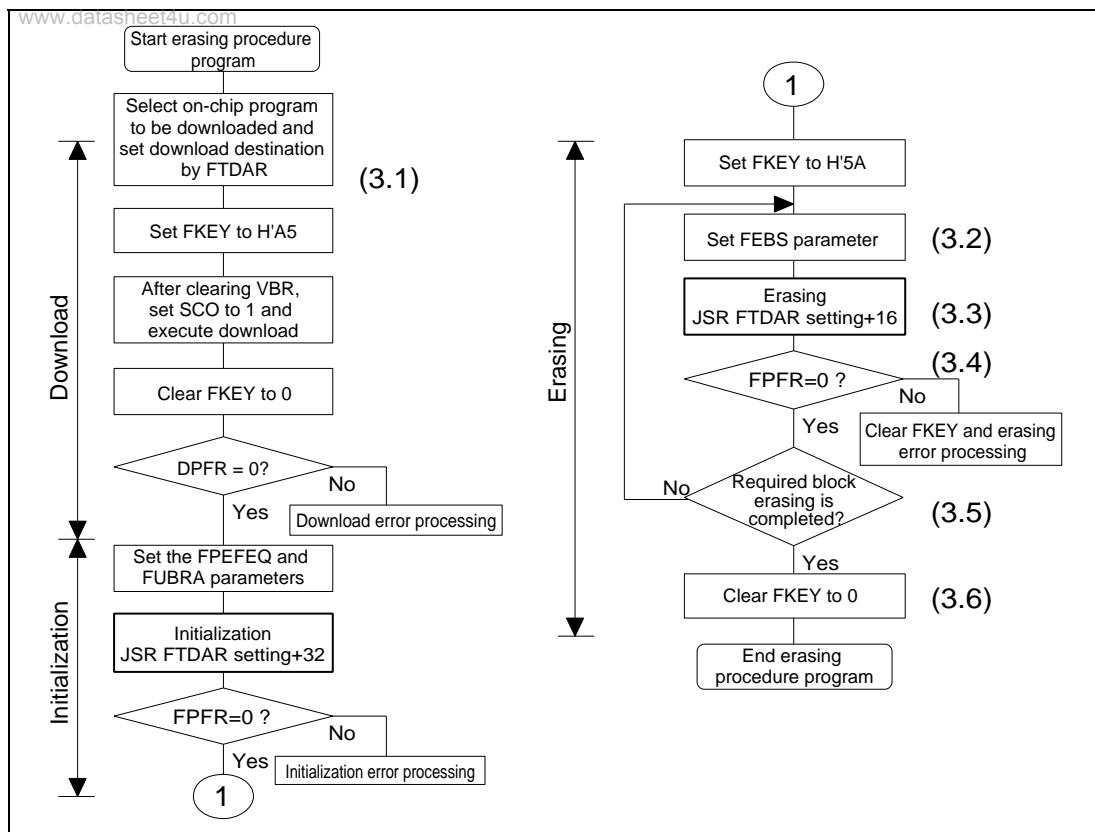 www.datasheet4u.com
Start erasing procedure
program
Select on-chip program
to be downloaded and
set download destination
by FTDAR
(3.1)
Set FKEY to H'A5
After clearing VBR,
set SCO to 1 and
execute download
Clear FKEY to 0
DPFR = 0?
No
Yes
Download error processing
Download
Set the FPEFEQ and
FUBRA parameters
Initialization
JSR FTDAR setting+32
FPFR=0 ?
No
Yes
Initialization error processing
Initialization
1
1
Set FKEY to H'5A
Set FEBS parameter
(3.2)
Erasing
JSR FTDAR setting+16
(3.3)
(3.4)
FPFR=0 ?
No
Yes
Clear FKEY and erasing
error processing
Required block
erasing is
completed?
No
(3.5)
Yes
Clear FKEY to 0
(3.6)
Erasing
End erasing
procedure program